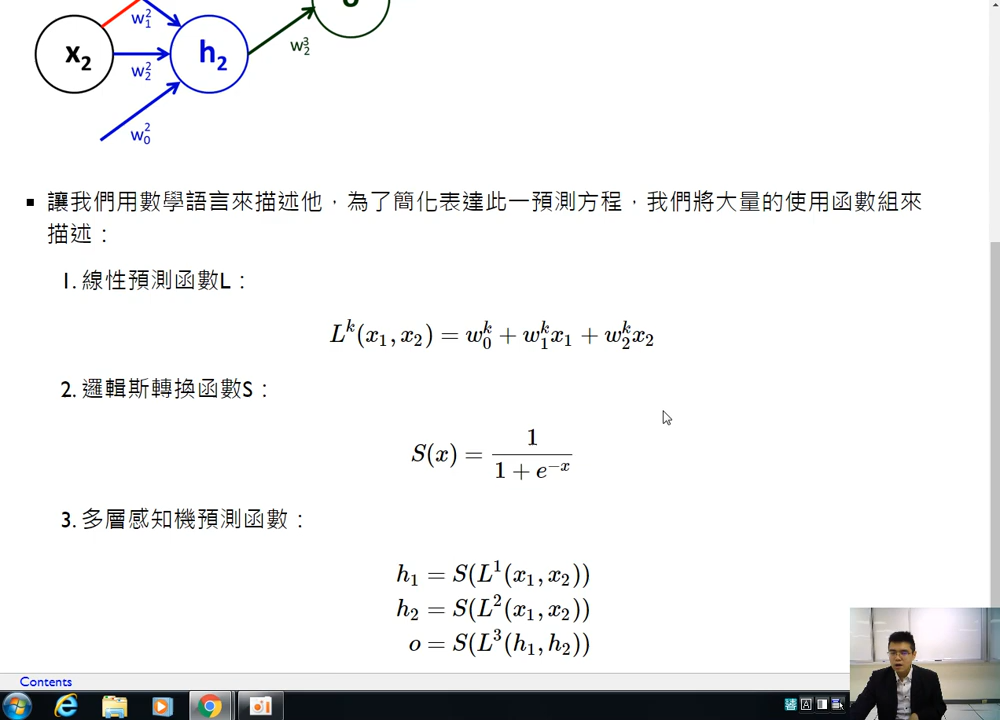 o
w₁²
x₂
h₂
w₂³
w₂²
w₀²
▪ 讓我們用數學語言來描述他，為了簡化表達此一預測方程，我們將大量的使用函數組來
描述：
1. 線性預測函數L：
Lᵏ(x₁, x₂) = w₀ᵏ + w₁ᵏx₁ + w₂ᵏx₂
2. 邏輯斯轉換函數S：
S(x) = 1 / (1 + e⁻ˣ)
3. 多層感知機預測函數：
h₁ = S(L¹(x₁, x₂))
h₂ = S(L²(x₁, x₂))
o = S(L³(h₁, h₂))
Contents